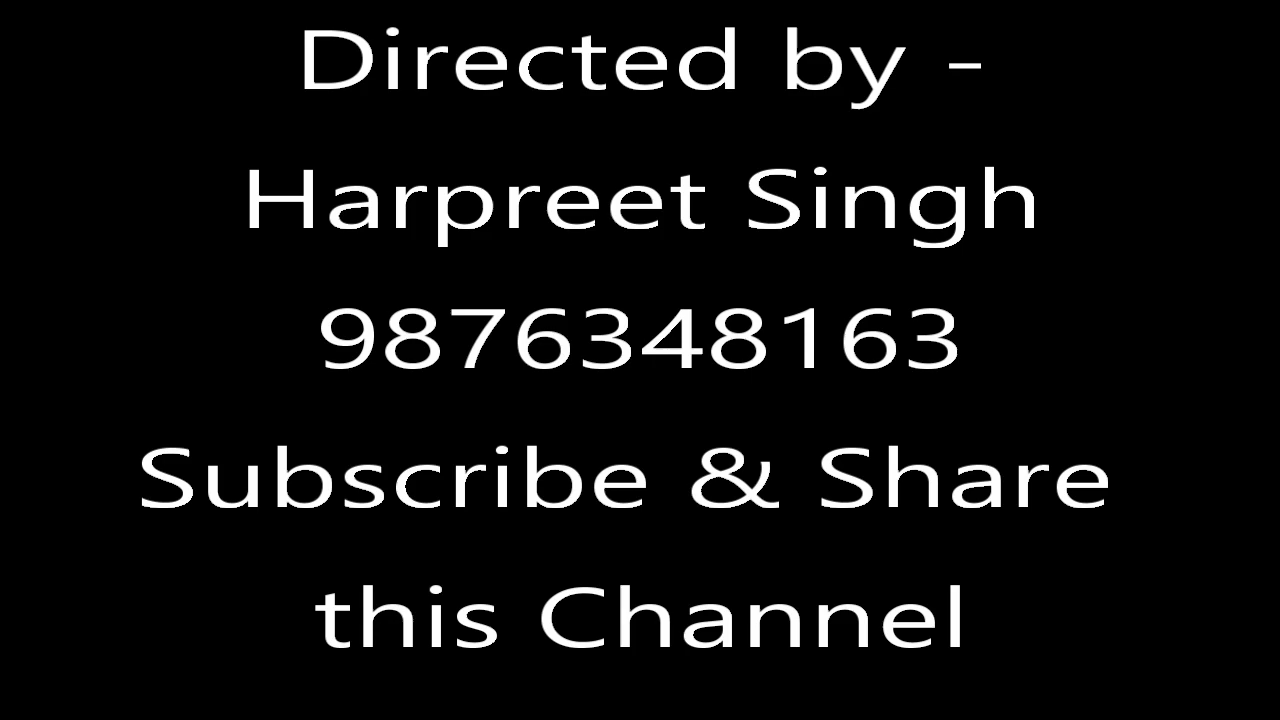 Directed by -
Harpreet Singh
9876348163
Subscribe & Share
this Channel